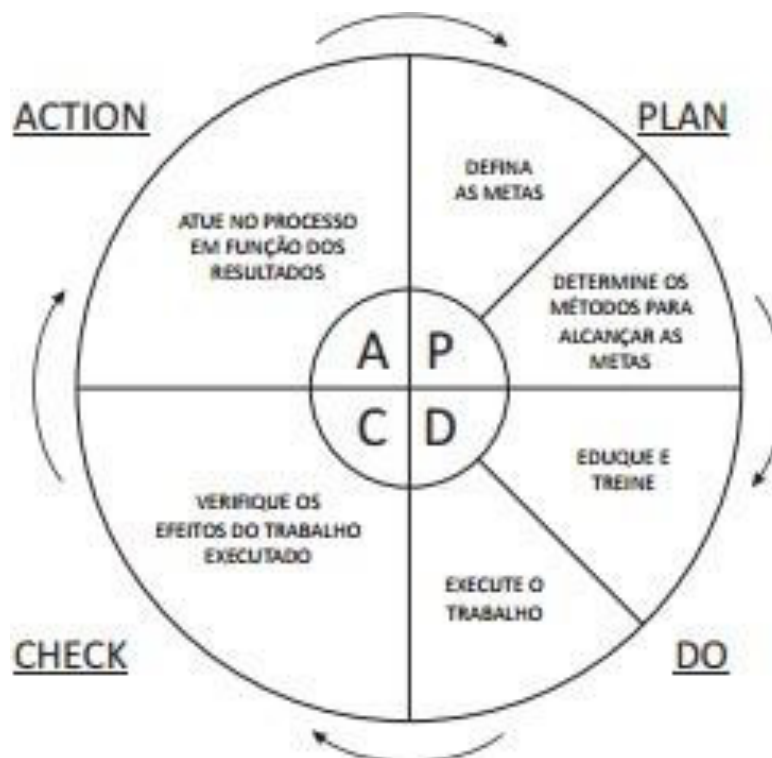 ACTION
PLAN
DEFINA
AS METAS
ATUE NO PROCESSO
EM FUNÇÃO DOS
RESULTADOS
DETERMINE OS
MÉTODOS PARA
ALCANÇAR AS
METAS
A P
C D
EDUQUE E
TREINE
VERIFIQUE OS
EFEITOS DO TRABALHO
EXECUTADO
EXECUTE O
TRABALHO
CHECK
DO